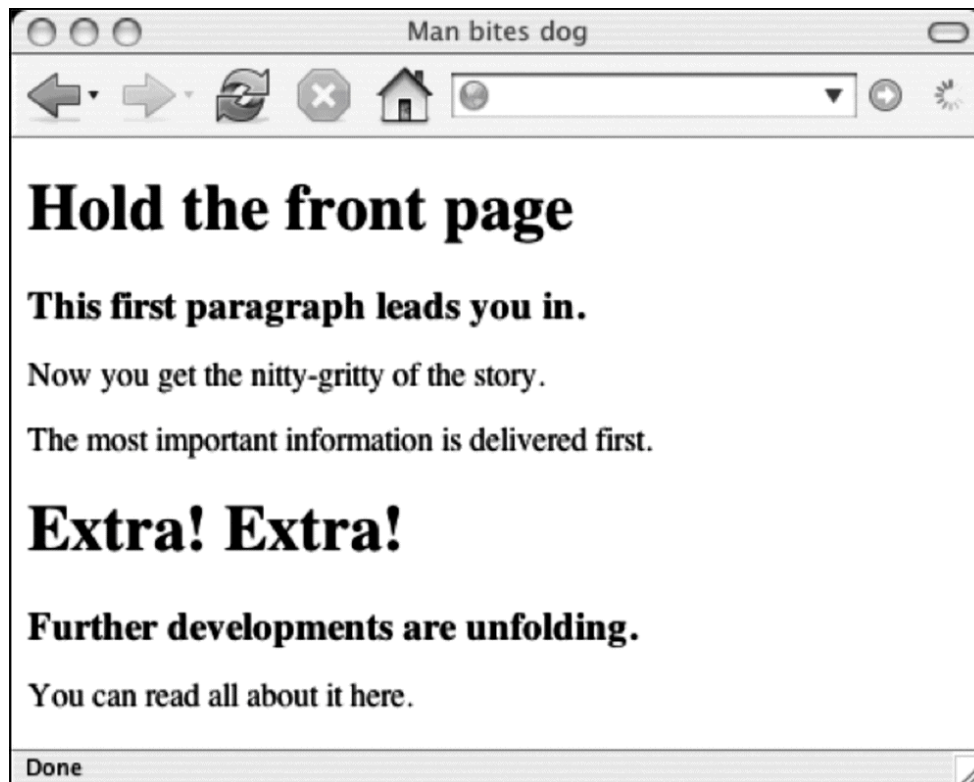 Man bites dog
Hold the front page
This first paragraph leads you in.
Now you get the nitty-gritty of the story.
The most important information is delivered first.
Extra! Extra!
Further developments are unfolding.
You can read all about it here.
Done